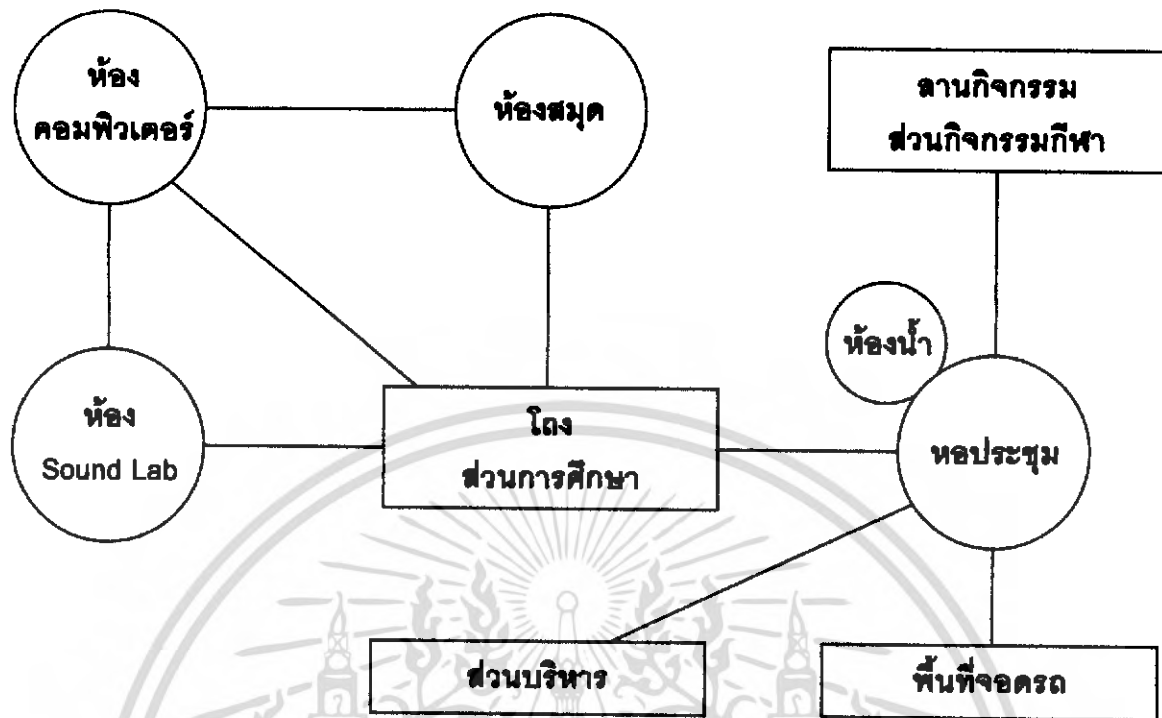 ห้อง
คอมพิวเตอร์
ห้องสมุด
ลานกิจกรรม
ส่วนกิจกรรมกีฬา
ห้องน้ำ
ห้อง
Sound Lab
โถง
ส่วนการศึกษา
หอประชุม
ส่วนบริหาร
พื้นที่จอดรถ